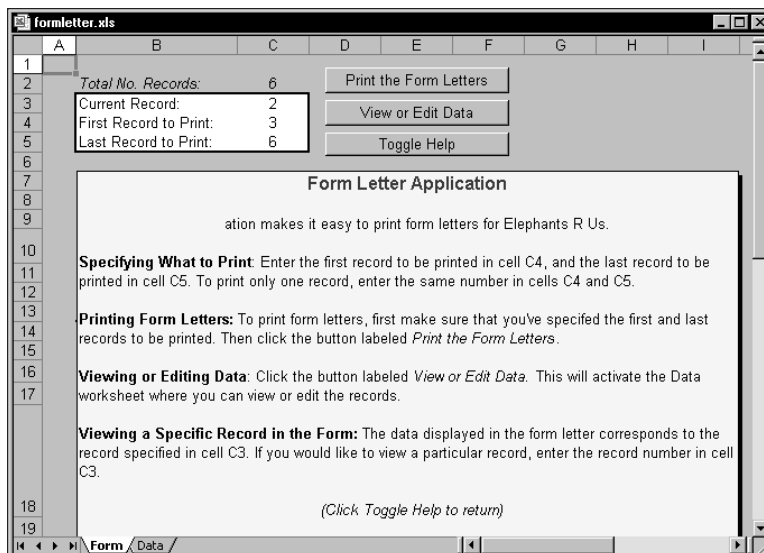 formletter.xls
A B C D E F G H I
1
2 Total No. Records: 6 Print the Form Letters
3 Current Record: 2
4 First Record to Print: 3 View or Edit Data
5 Last Record to Print: 6 Toggle Help
6
7 Form Letter Application
8
9 ation makes it easy to print form letters for Elephants R Us.
10 Specifying What to Print: Enter the first record to be printed in cell C4, and the last record to be
11 printed in cell C5. To print only one record, enter the same number in cells C4 and C5.
12
13 Printing Form Letters: To print form letters, first make sure that you've specifed the first and last
14 records to be printed. Then click the button labeled Print the Form Letters.
15
16 Viewing or Editing Data: Click the button labeled View or Edit Data. This will activate the Data
17 worksheet where you can view or edit the records.
Viewing a Specific Record in the Form: The data displayed in the form letter corresponds to the
record specified in cell C3. If you would like to view a particular record, enter the record number in cell
C3.
18 (Click Toggle Help to return)
19
Form Data